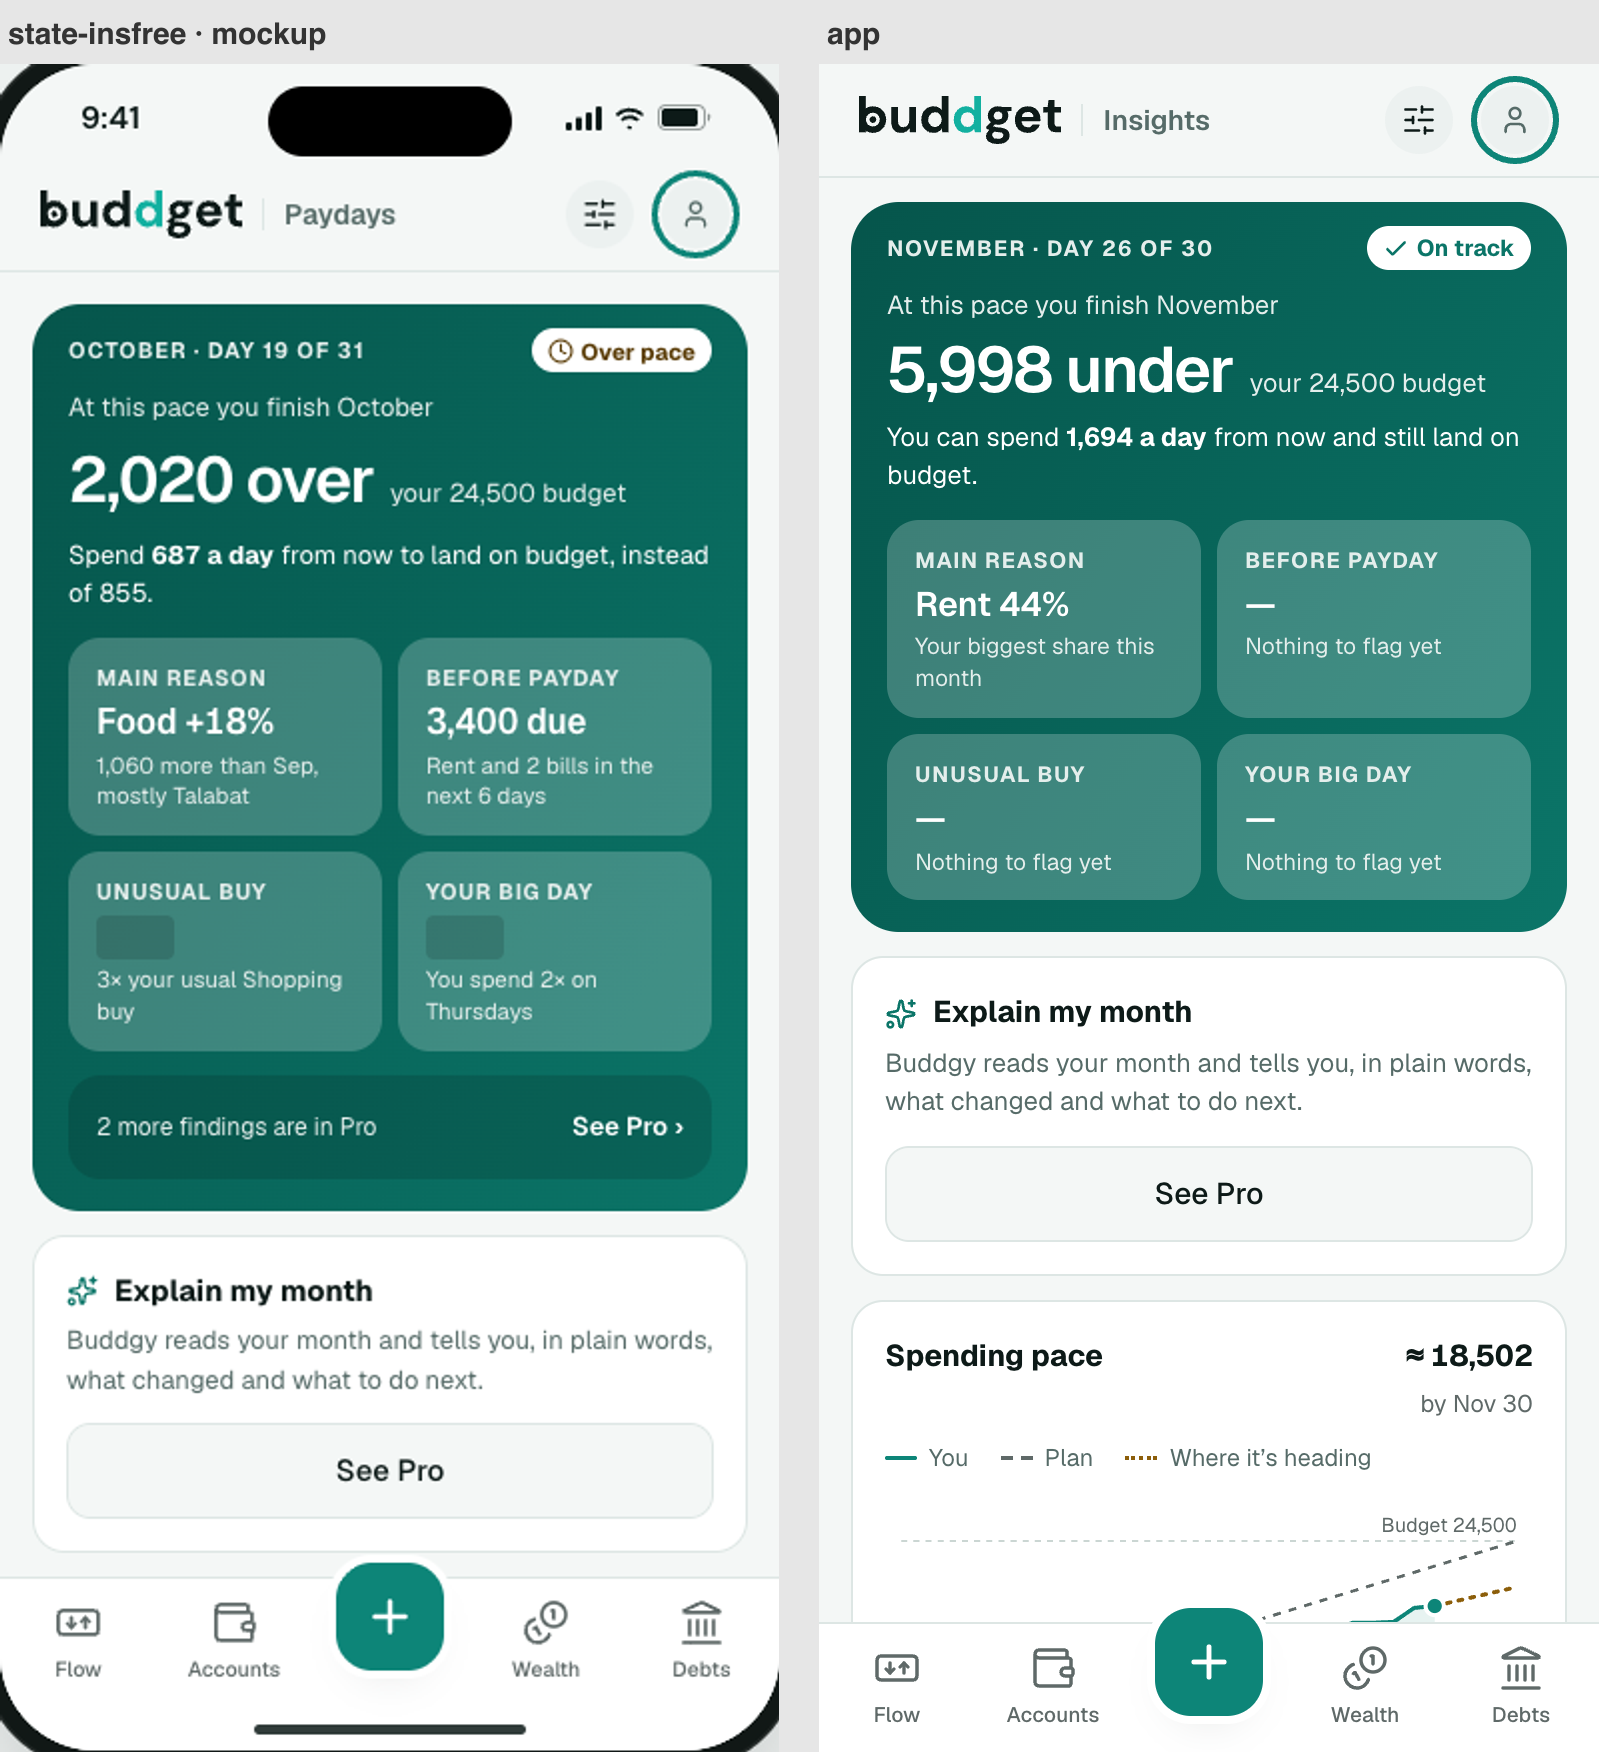 state-insfree · mockup
9:41
buddget
Paydays
OCTOBER · DAY 19 OF 31
Over pace
At this pace you finish October
2,020 over your 24,500 budget
Spend 687 a day from now to land on budget, instead
of 855.
MAIN REASON
Food +18%
1,060 more than Sep,
mostly Talabat
BEFORE PAYDAY
3,400 due
Rent and 2 bills in the
next 6 days
UNUSUAL BUY
3× your usual Shopping
buy
YOUR BIG DAY
You spend 2× on
Thursdays
2 more findings are in Pro
See Pro ›
Explain my month
Buddgy reads your month and tells you, in plain words,
what changed and what to do next.
See Pro
Flow
Accounts
Wealth
Debts
app
buddget
Insights
NOVEMBER · DAY 26 OF 30
On track
At this pace you finish November
5,998 under your 24,500 budget
You can spend 1,694 a day from now and still land on
budget.
MAIN REASON
Rent 44%
Your biggest share this
month
BEFORE PAYDAY
—
Nothing to flag yet
UNUSUAL BUY
—
Nothing to flag yet
YOUR BIG DAY
—
Nothing to flag yet
Explain my month
Buddgy reads your month and tells you, in plain words,
what changed and what to do next.
See Pro
Spending pace
≈ 18,502
by Nov 30
You
Plan
Where it’s heading
Budget 24,500
Flow
Accounts
Wealth
Debts